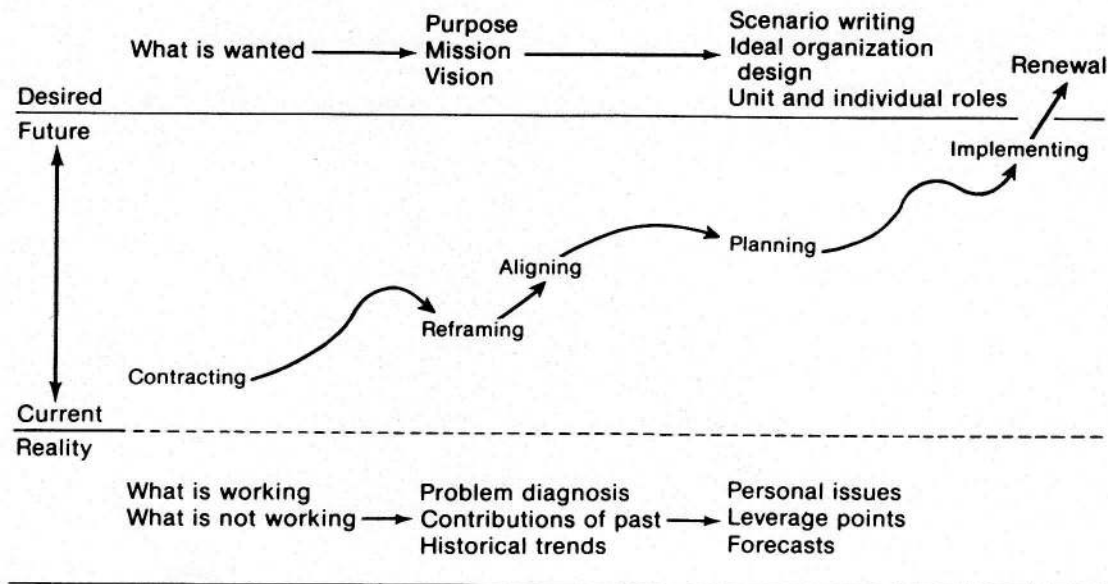 What is wanted
Purpose
Mission
Vision
Scenario writing
Ideal organization
design
Unit and individual roles
Renewal
Desired
Future
Implementing
Planning
Aligning
Reframing
Contracting
Current
Reality
What is working
What is not working
Problem diagnosis
Contributions of past
Historical trends
Personal issues
Leverage points
Forecasts